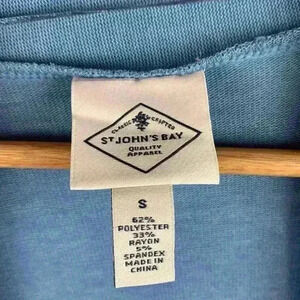 CLASSIC CRAFTED
ST JOHN'S BAY
QUALITY
APPAREL
S
62%
POLYESTER
33%
RAYON
5%
SPANDEX
MADE IN
CHINA